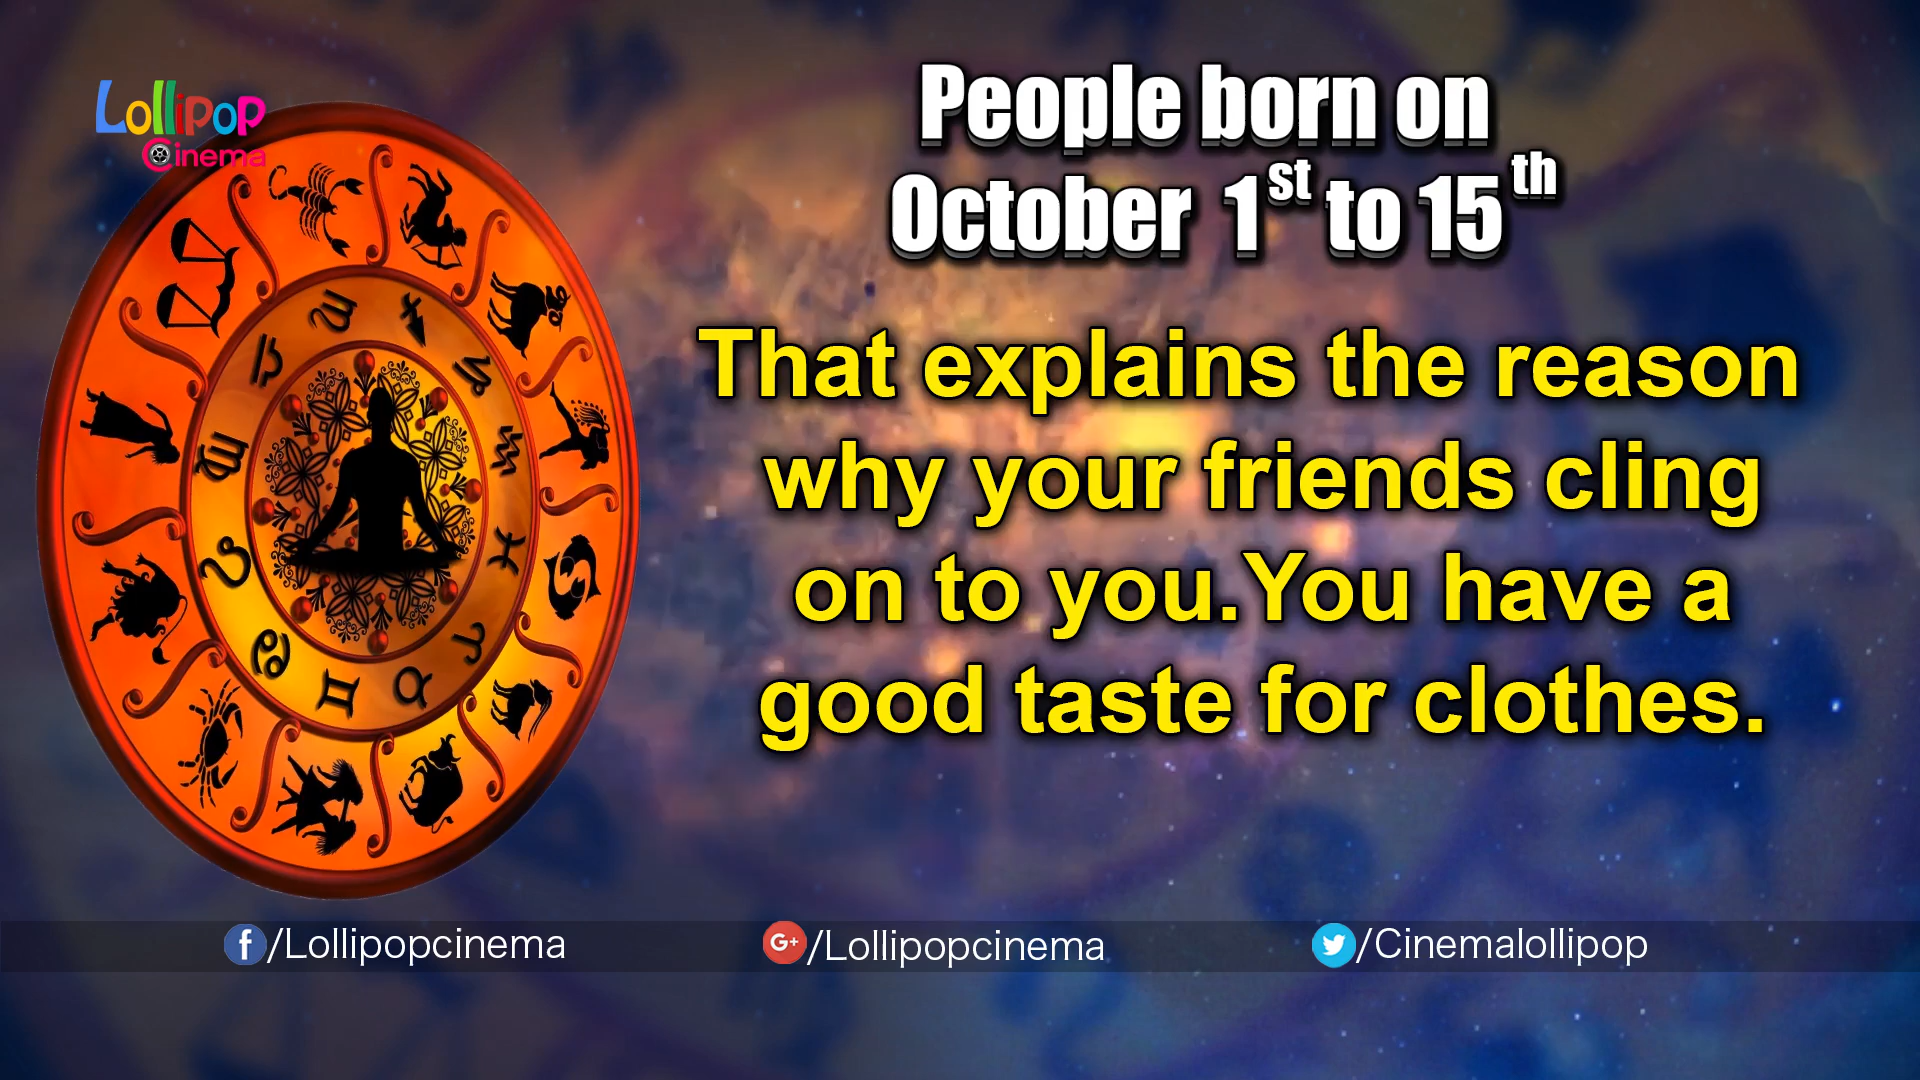 Lollipop
Cinema
People born on
October 1st to 15th
That explains the reason
why your friends cling
on to you.You have a
good taste for clothes.
/Lollipopcinema
G+ /Lollipopcinema
/Cinemalollipop